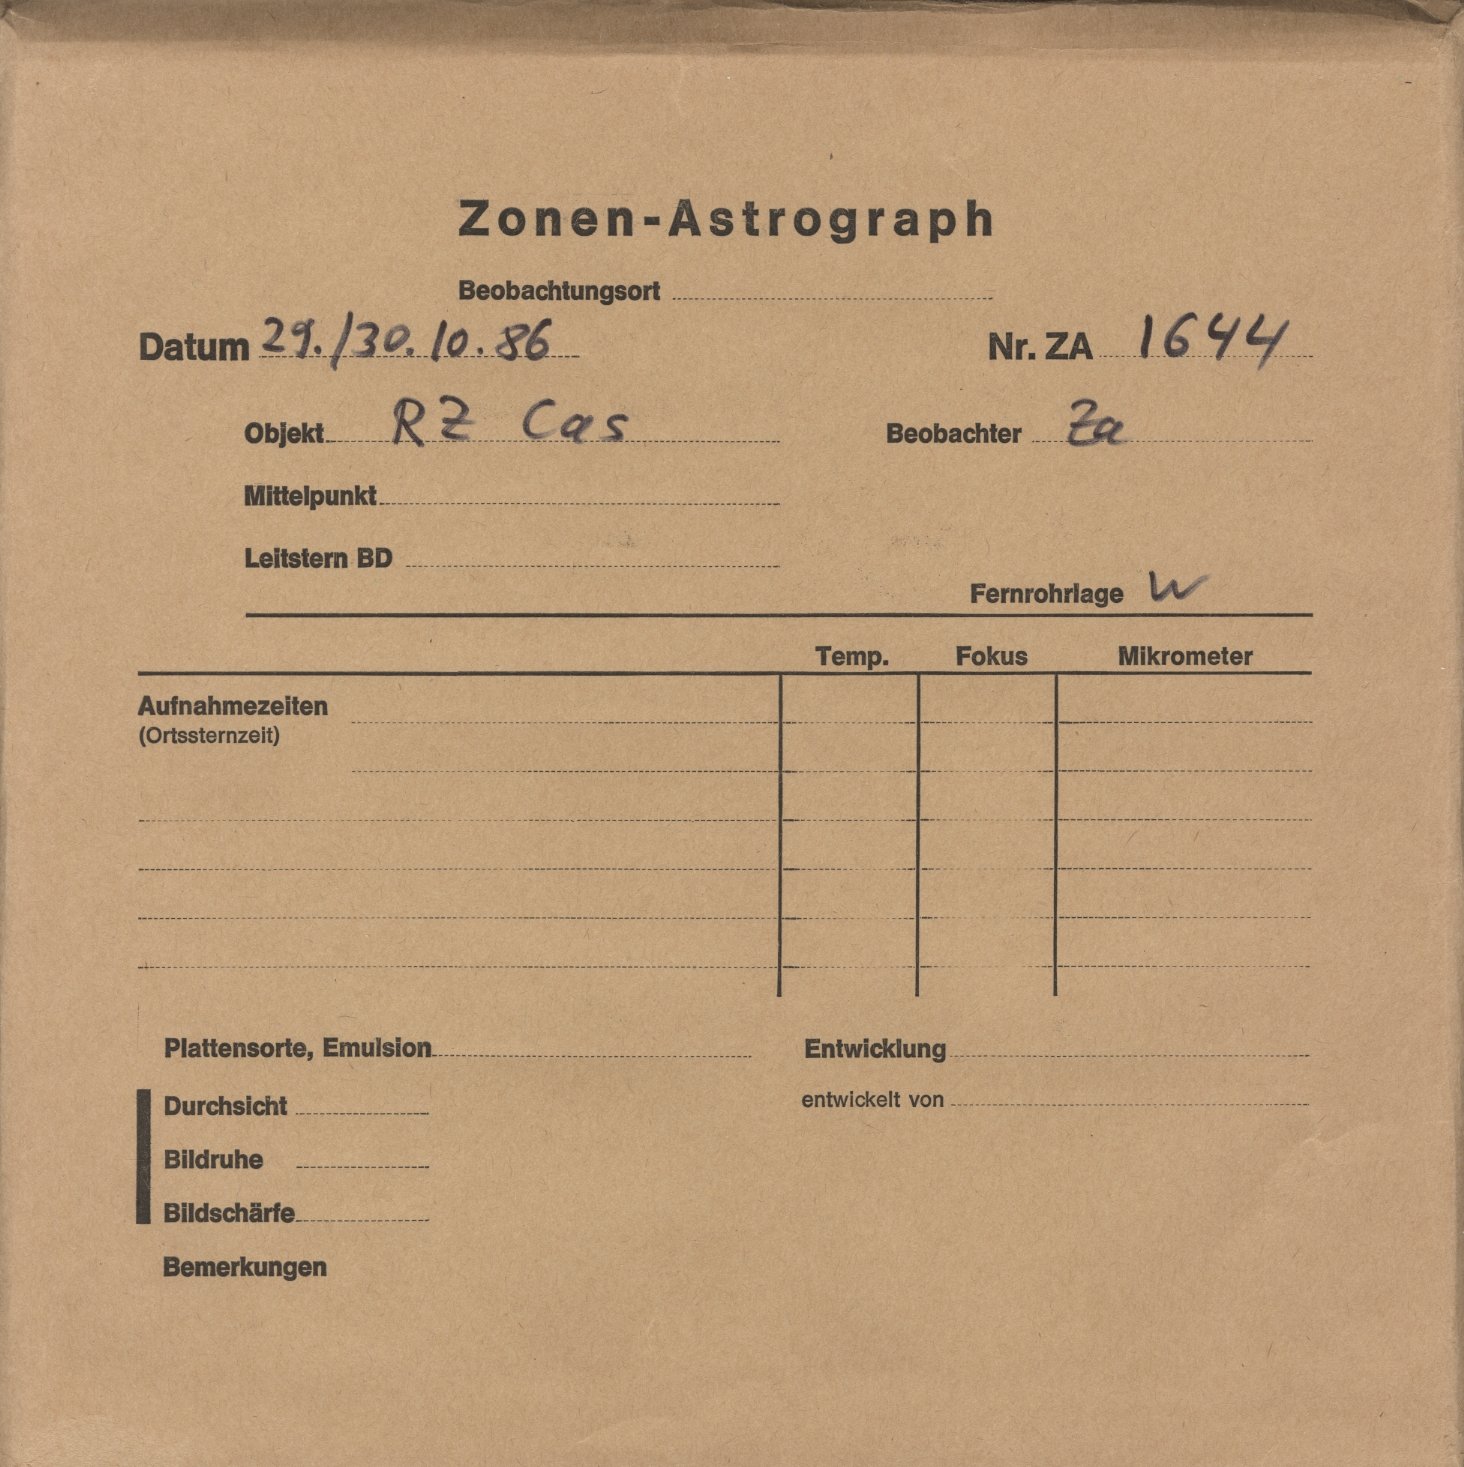 Zonen-Astrograph
Beobachtungsort
Datum 29./30.10.86 Nr. ZA 1644
Objekt RZ Cas Beobachter Za
Mittelpunkt
Leitstern BD
Fernrohrlage W
Temp. Fokus Mikrometer
Aufnahmezeiten
(Ortssternzeit)
Plattensorte, Emulsion Entwicklung
Durchsicht entwickelt von
Bildruhe
Bildschärfe
Bemerkungen